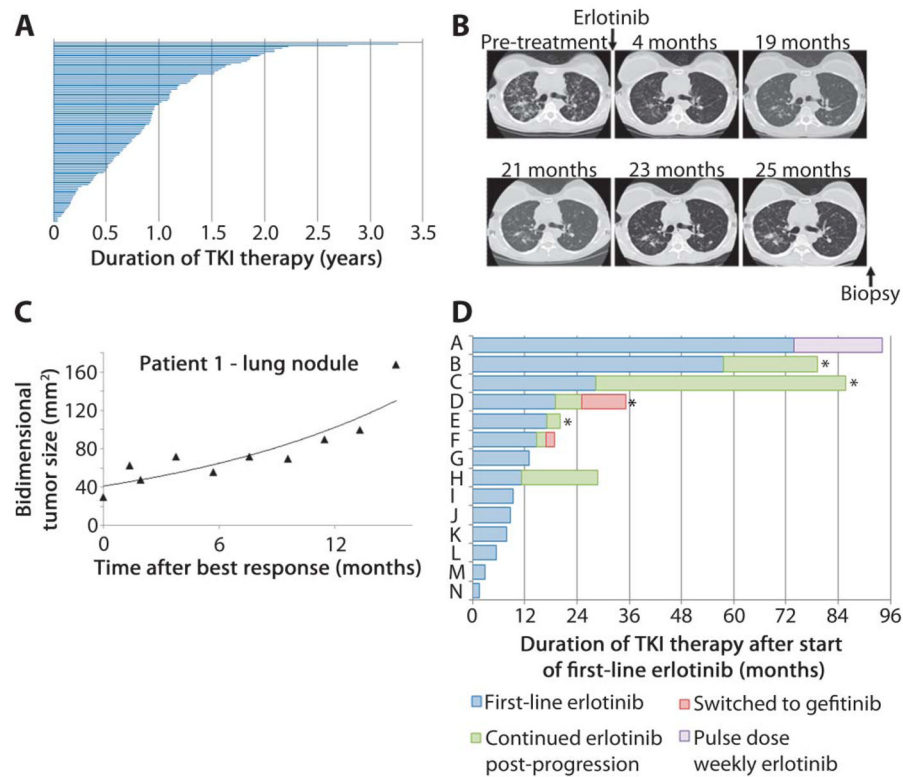 A
0 0.5 1.0 1.5 2.0 2.5 3.0 3.5
Duration of TKI therapy (years)
B
Erlotinib
Pre-treatment 4 months 19 months
21 months 23 months 25 months
Biopsy
C
Patient 1 - lung nodule
Bidimensional
tumor size (mm²)
160
120
80
40
0
0 6 12
Time after best response (months)
D
A
B *
C *
D *
E *
F
G
H
I
J
K
L
M
N
0 12 24 36 48 60 72 84 96
Duration of TKI therapy after start
of first-line erlotinib (months)
First-line erlotinib
Switched to gefitinib
Continued erlotinib
post-progression
Pulse dose
weekly erlotinib